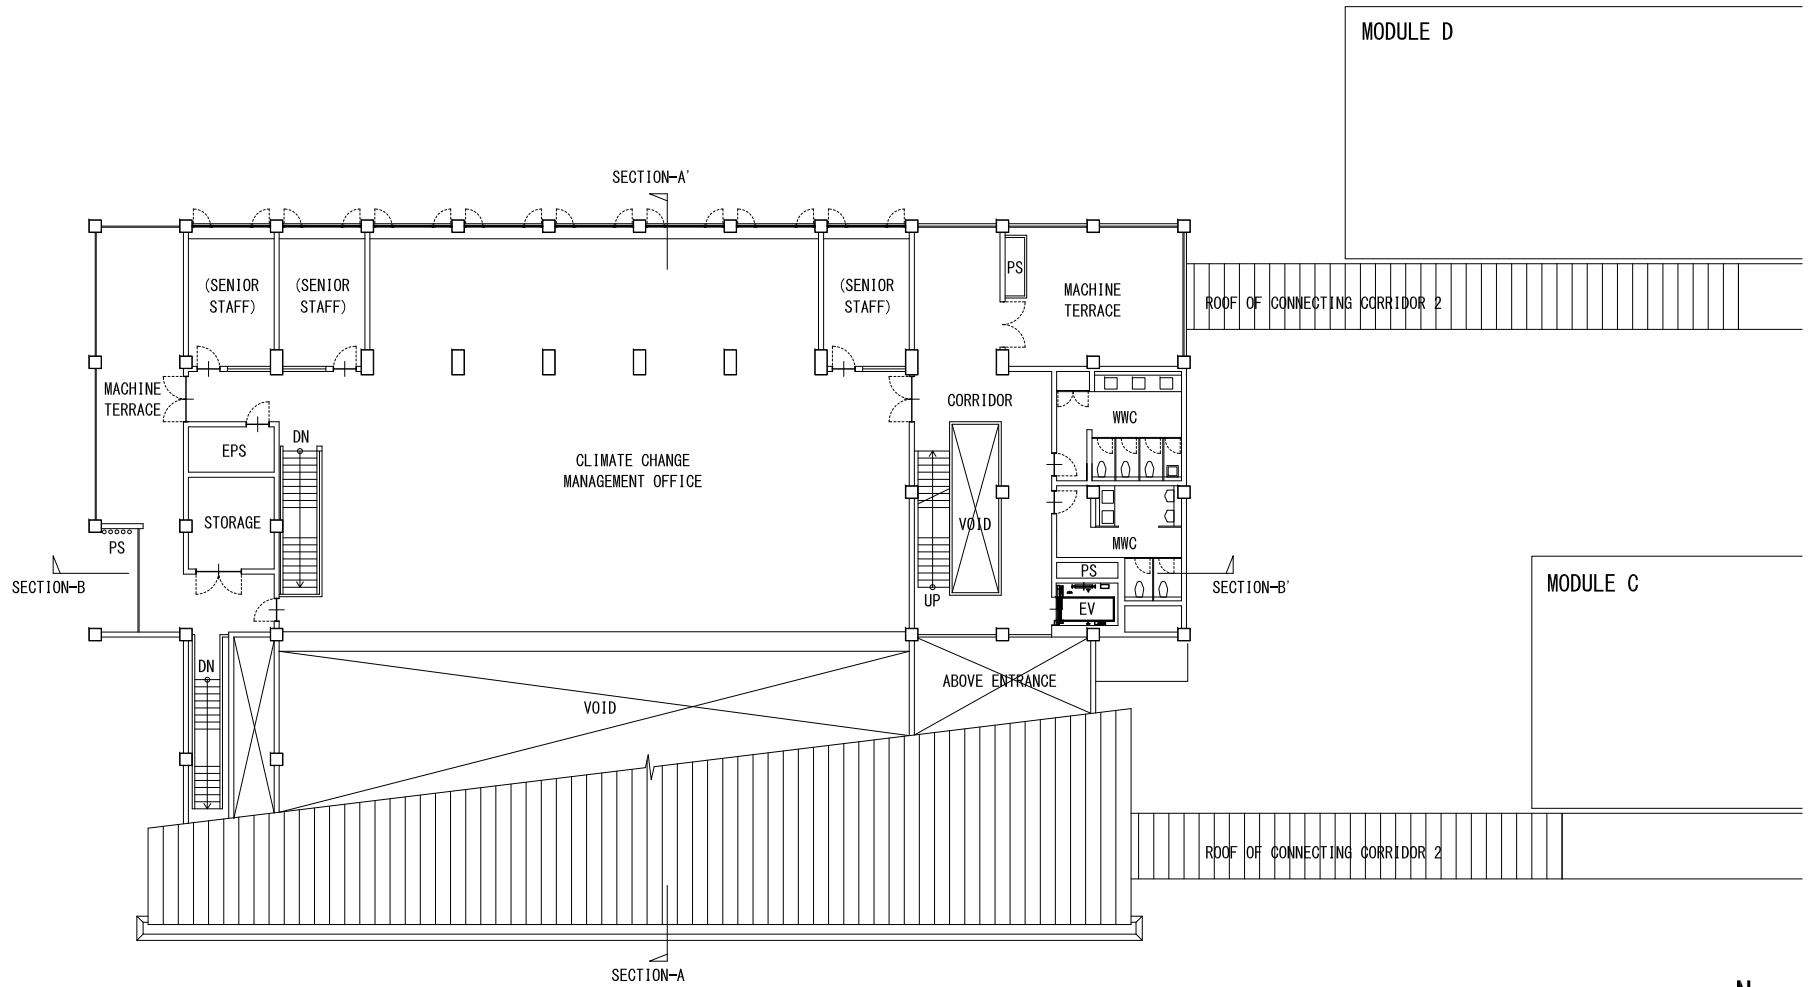 MODULE D
SECTION-A'
(SENIOR
STAFF)
(SENIOR
STAFF)
(SENIOR
STAFF)
PS
MACHINE
TERRACE
ROOF OF CONNECTING CORRIDOR 2
MACHINE
TERRACE
CORRIDOR
WWC
EPS
DN
CLIMATE CHANGE
MANAGEMENT OFFICE
STORAGE
VOID
PS
MWC
SECTION-B
PS
SECTION-B'
MODULE C
UP
EV
DN
ABOVE ENTRANCE
VOID
ROOF OF CONNECTING CORRIDOR 2
SECTION-A
N